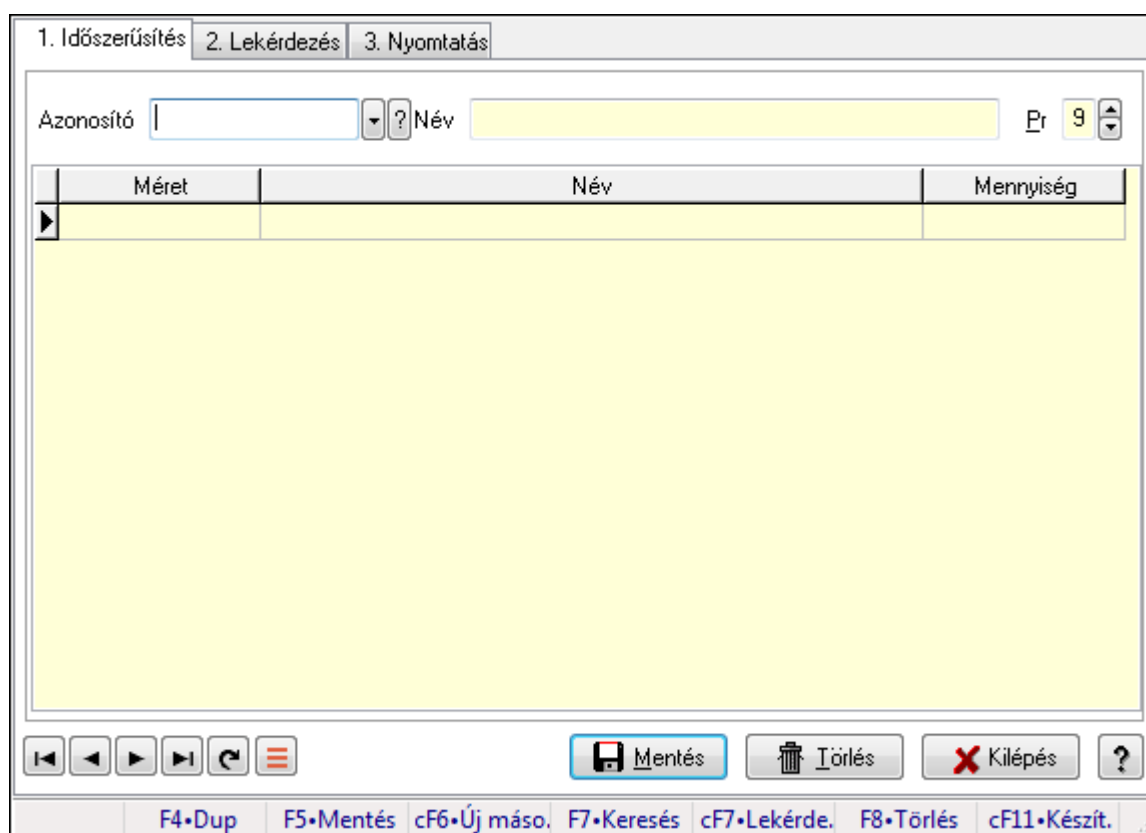 1. Időszerűsítés 2. Lekérdezés 3. Nyomtatás
Azonosító ? Név Pr 9
Méret Név Mennyiség
Mentés Törlés Kilépés ?
F4•Dup F5•Mentés cF6•Új máso. F7•Keresés cF7•Lekérde. F8•Törlés cF11•Készít.